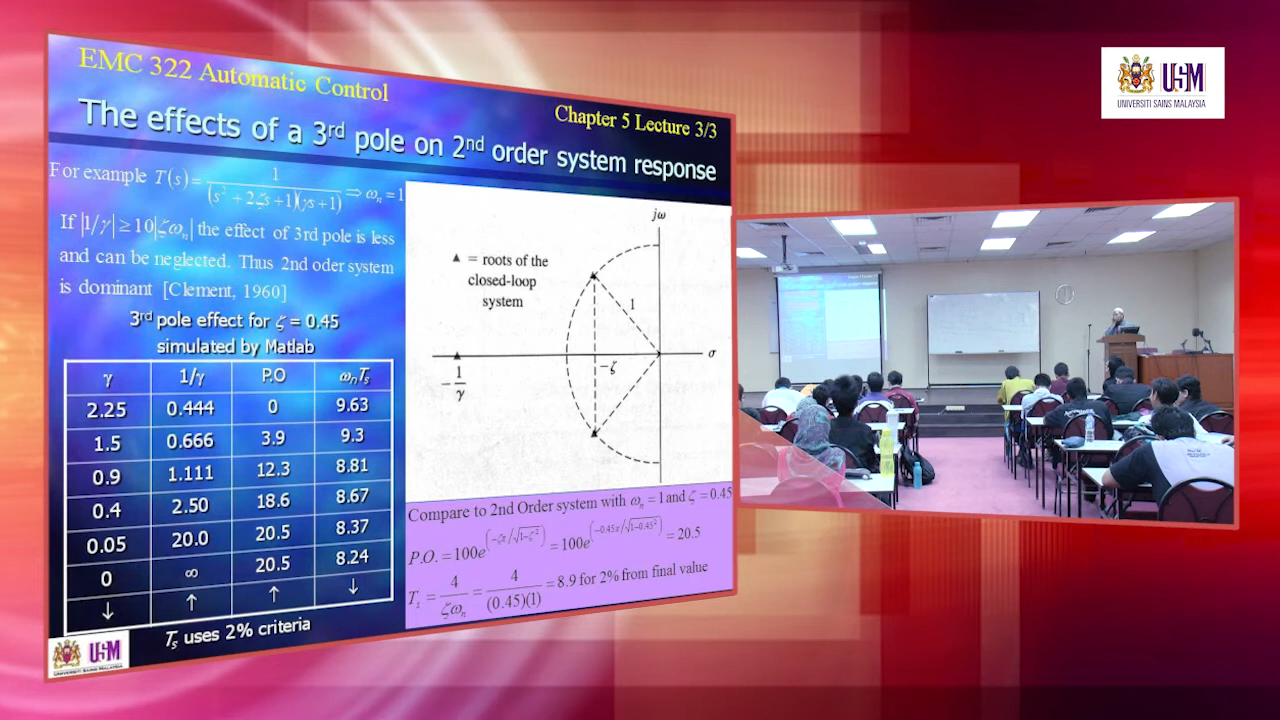 EMC 322 Automatic Control
Chapter 5 Lecture 3/3
The effects of a 3rd pole on 2nd order system response
For example T(s) = 1 / (s² + 2ζs + 1)(γs + 1) ⇒ ωn = 1
If |1/γ| ≥ 10|ζωn| the effect of 3rd pole is less
and can be neglected. Thus 2nd oder system
is dominant [Clement, 1960]
3rd pole effect for ζ = 0.45
simulated by Matlab
γ 1/γ P.O ωnTs
2.25 0.444 0 9.63
1.5 0.666 3.9 9.3
0.9 1.111 12.3 8.81
0.4 2.50 18.6 8.67
0.05 20.0 20.5 8.37
0 ∞ 20.5 8.24
↓ ↑ ↑ ↓
Ts uses 2% criteria
USM
UNIVERSITI SAINS MALAYSIA
jω
▲ = roots of the
closed-loop
system
1
σ
−ζ
−1/γ
Compare to 2nd Order system with ωn = 1 and ζ = 0.45
P.O. = 100e^(−ζπ/√1−ζ²) = 100e^(−0.45π/√1−0.45²) = 20.5
Ts = 4/ζωn = 4/(0.45)(1) = 8.9 for 2% from final value
USM
UNIVERSITI SAINS MALAYSIA